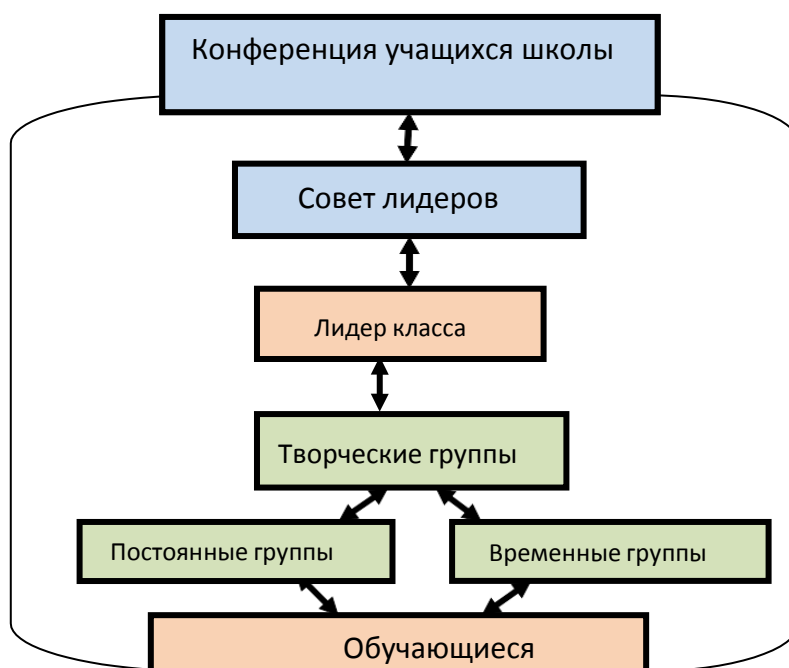 Конференция учащихся школы
Совет лидеров
Лидер класса
Творческие группы
Постоянные группы
Временные группы
Обучающиеся